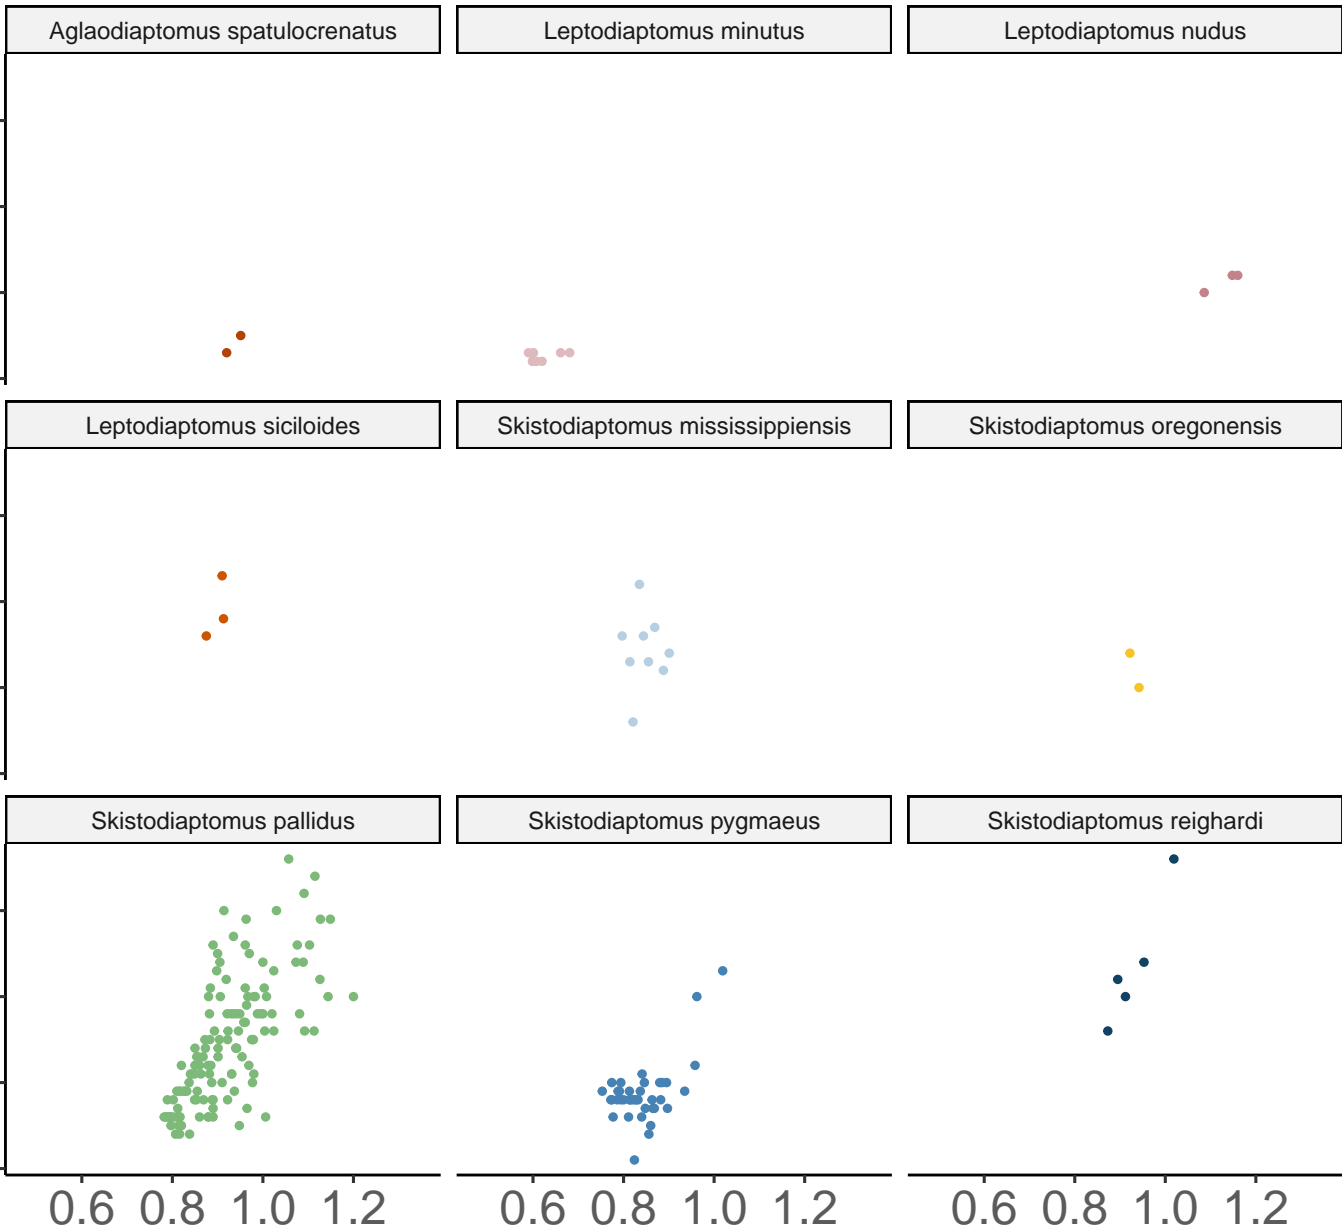 Aglaodiaptomus spatulocrenatus
Leptodiaptomus minutus
Leptodiaptomus nudus
Leptodiaptomus siciloides
Skistodiaptomus mississippiensis
Skistodiaptomus oregonensis
Skistodiaptomus pallidus
Skistodiaptomus pygmaeus
Skistodiaptomus reighardi
0.6 0.8 1.0 1.2
0.6 0.8 1.0 1.2
0.6 0.8 1.0 1.2